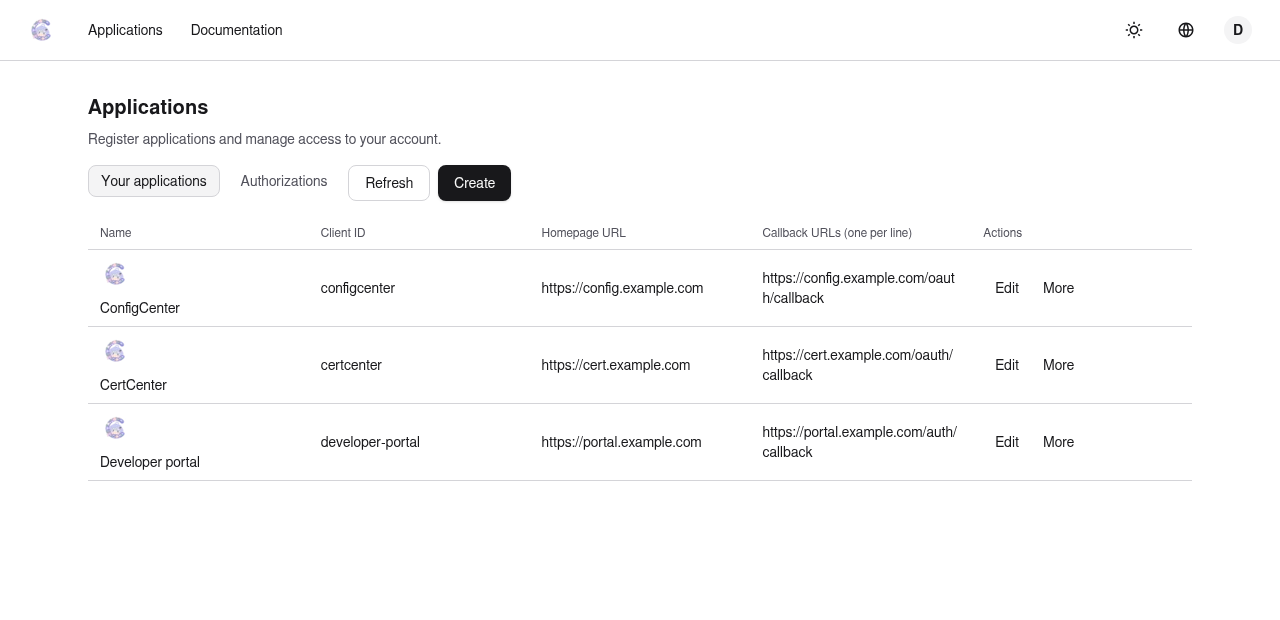 Applications
Documentation
D
Applications
Register applications and manage access to your account.
Your applications
Authorizations
Refresh
Create
Name
Client ID
Homepage URL
Callback URLs (one per line)
Actions
ConfigCenter
configcenter
https://config.example.com
https://config.example.com/oaut
h/callback
Edit
More
CertCenter
certcenter
https://cert.example.com
https://cert.example.com/oauth/
callback
Edit
More
Developer portal
developer-portal
https://portal.example.com
https://portal.example.com/auth/
callback
Edit
More